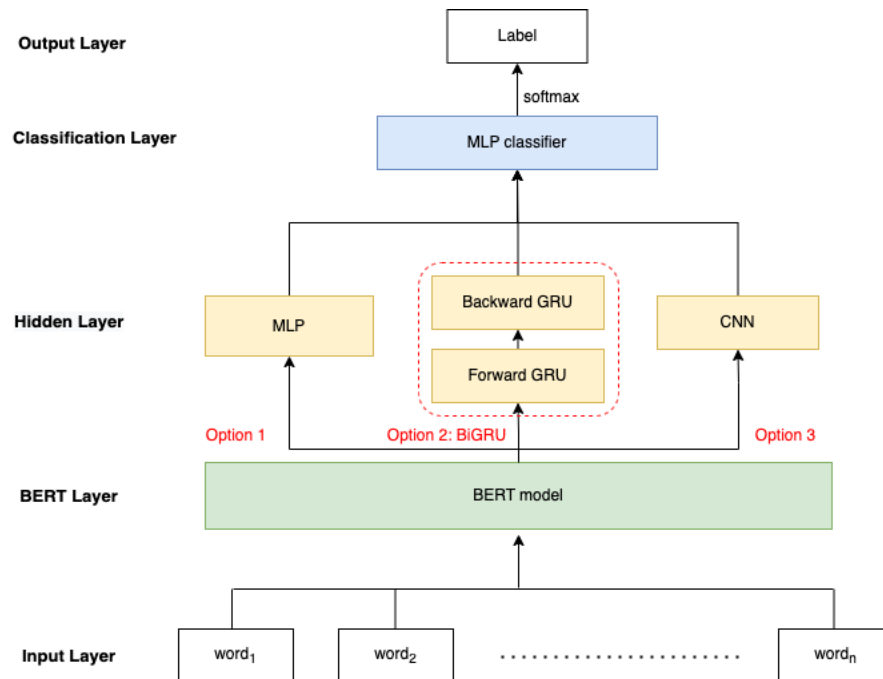 Output Layer
Label
softmax
Classification Layer
MLP classifier
Hidden Layer
MLP
Backward GRU
Forward GRU
CNN
Option 1
Option 2: BiGRU
Option 3
BERT Layer
BERT model
Input Layer
word1
word2
. . . . . . . . . . . . . . . . . . . . . . . .
wordn